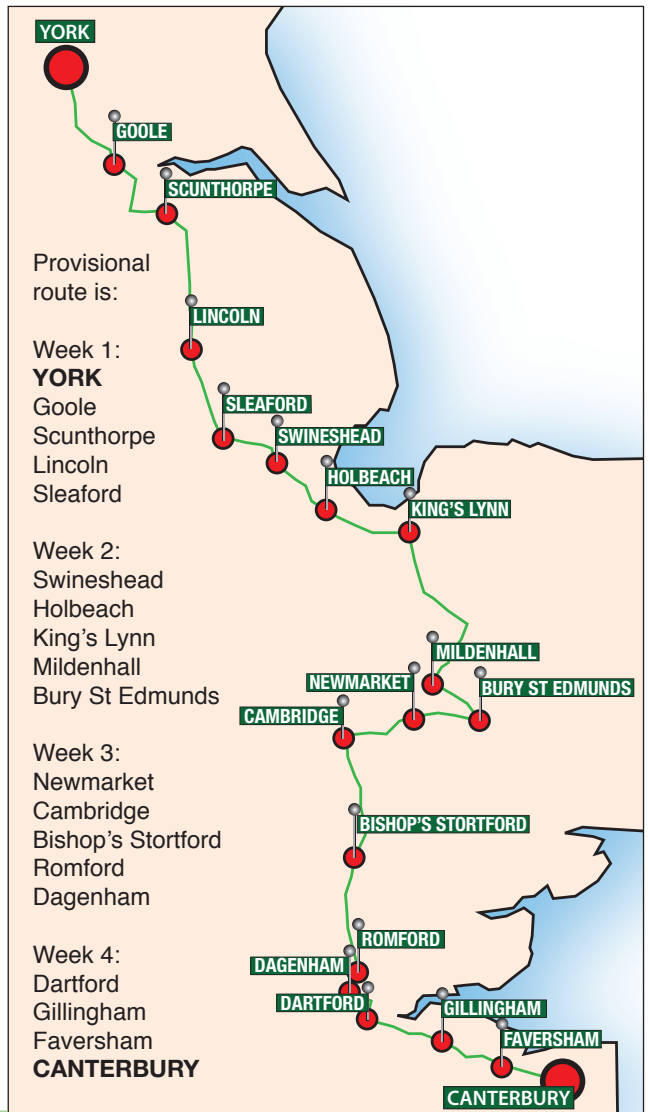 YORK
GOOLE
SCUNTHORPE
Provisional
route is:
LINCOLN
Week 1:
YORK
Goole
Scunthorpe
Lincoln
Sleaford
SLEAFORD
SWINESHEAD
HOLBEACH
KING'S LYNN
Week 2:
Swineshead
Holbeach
King's Lynn
Mildenhall
Bury St Edmunds
MILDENHALL
NEWMARKET
BURY ST EDMUNDS
CAMBRIDGE
Week 3:
Newmarket
Cambridge
Bishop's Stortford
Romford
Dagenham
BISHOP'S STORTFORD
ROMFORD
DAGENHAM
DARTFORD
GILLINGHAM
FAVERSHAM
Week 4:
Dartford
Gillingham
Faversham
CANTERBURY
CANTERBURY